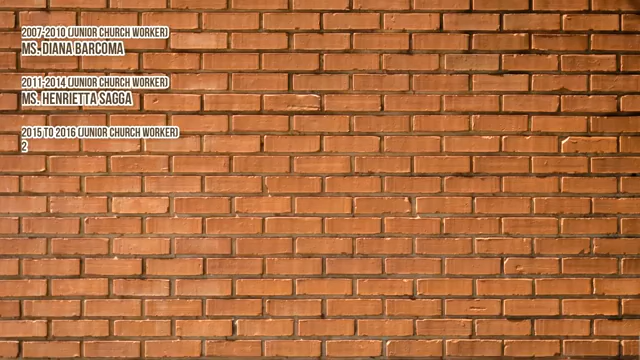 2007-2010 (JUNIOR CHURCH WORKER)
MS. DIANA BARCOMA
2011-2014 (JUNIOR CHURCH WORKER)
MS. HENRIETTA SAGGA
2015 TO 2016 (JUNIOR CHURCH WORKER)
2